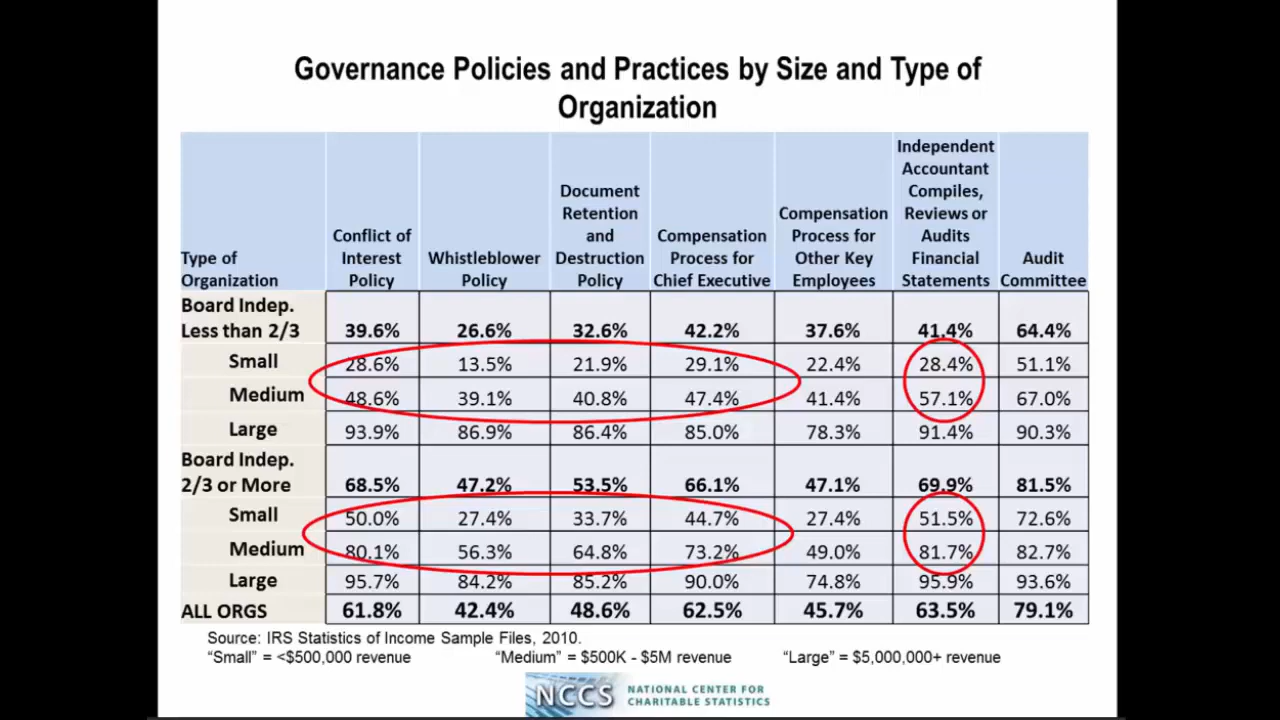 Governance Policies and Practices by Size and Type of
Organization
Type of
Organization
Conflict of
Interest
Policy
Whistleblower
Policy
Document
Retention
and
Destruction
Policy
Compensation
Process for
Chief Executive
Compensation
Process for
Other Key
Employees
Independent
Accountant
Compiles,
Reviews or
Audits
Financial
Statements
Audit
Committee
Board Indep.
Less than 2/3 39.6% 26.6% 32.6% 42.2% 37.6% 41.4% 64.4%
Small 28.6% 13.5% 21.9% 29.1% 22.4% 28.4% 51.1%
Medium 48.6% 39.1% 40.8% 47.4% 41.4% 57.1% 67.0%
Large 93.9% 86.9% 86.4% 85.0% 78.3% 91.4% 90.3%
Board Indep.
2/3 or More 68.5% 47.2% 53.5% 66.1% 47.1% 69.9% 81.5%
Small 50.0% 27.4% 33.7% 44.7% 27.4% 51.5% 72.6%
Medium 80.1% 56.3% 64.8% 73.2% 49.0% 81.7% 82.7%
Large 95.7% 84.2% 85.2% 90.0% 74.8% 95.9% 93.6%
ALL ORGS 61.8% 42.4% 48.6% 62.5% 45.7% 63.5% 79.1%
Source: IRS Statistics of Income Sample Files, 2010.
“Small” = <$500,000 revenue “Medium” = $500K - $5M revenue “Large” = $5,000,000+ revenue
NCCS
NATIONAL CENTER FOR
CHARITABLE STATISTICS